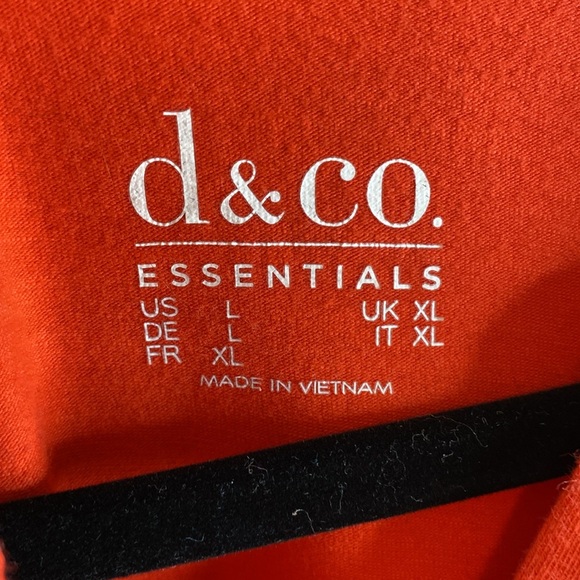 d&co.
ESSENTIALS
US L UK XL
DE L IT XL
FR XL
MADE IN VIETNAM